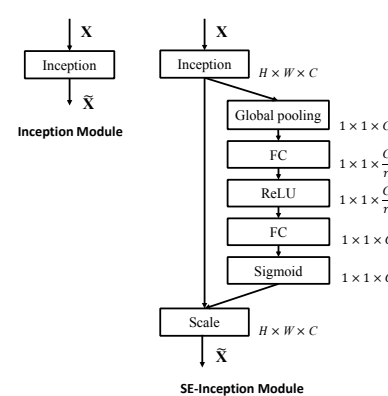 X
Inception
X̃
Inception Module
X
Inception
H × W × C
Global pooling
1 × 1 × C
FC
1 × 1 × C/r
ReLU
1 × 1 × C/r
FC
1 × 1 × C
Sigmoid
1 × 1 × C
Scale
H × W × C
X̃
SE-Inception Module